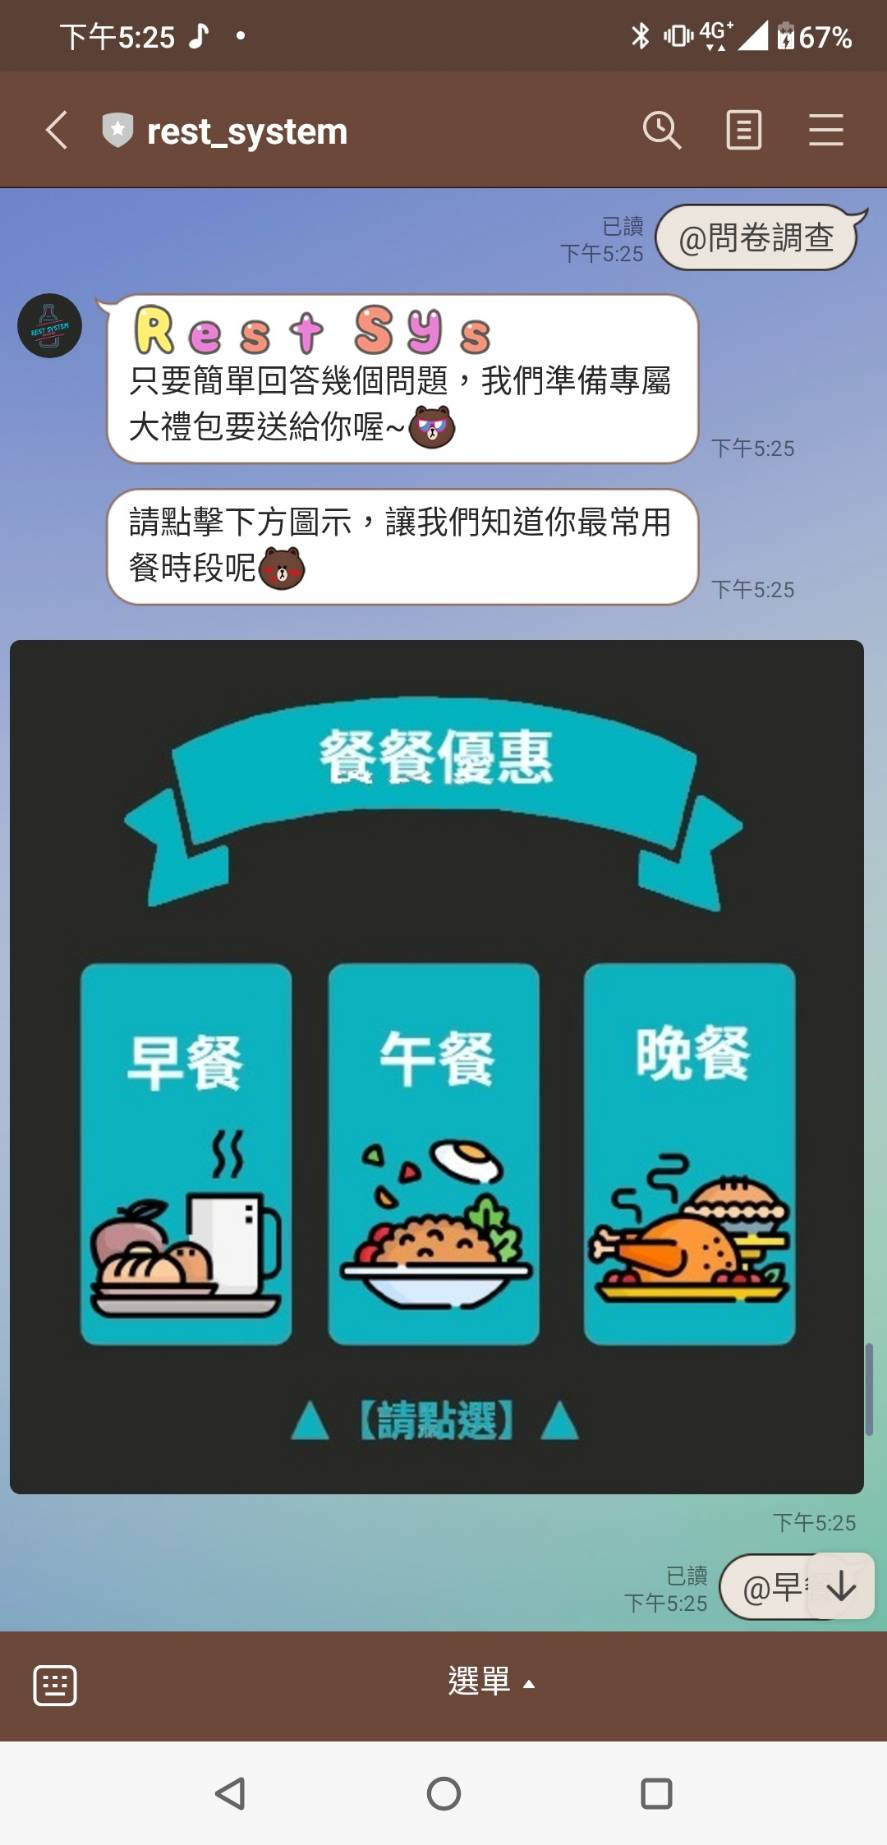 下午5:25
4G+
67%
rest_system
已讀
下午5:25
@問卷調查
REST SYSTEM
Rest Sys
只要簡單回答幾個問題，我們準備專屬
大禮包要送給你喔~
下午5:25
請點擊下方圖示，讓我們知道你最常用
餐時段呢
下午5:25
餐餐優惠
早餐
午餐
晚餐
▲【請點選】▲
下午5:25
已讀
下午5:25
@早
選單